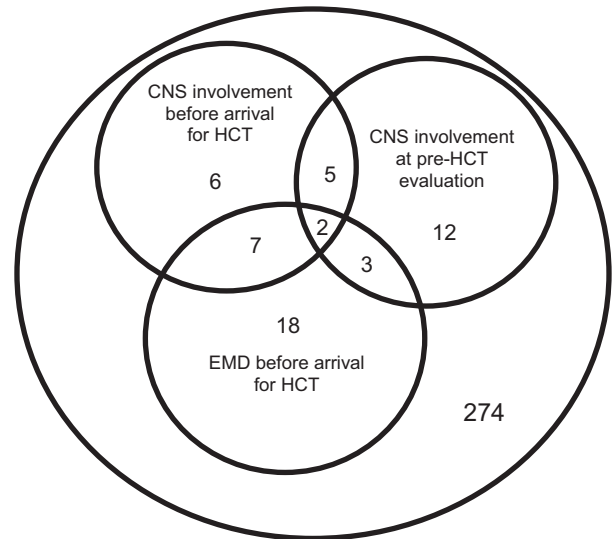 CNS involvement
before arrival
for HCT
CNS involvement
at pre-HCT
evaluation
6
5
12
2
7
3
18
EMD before arrival
for HCT
274